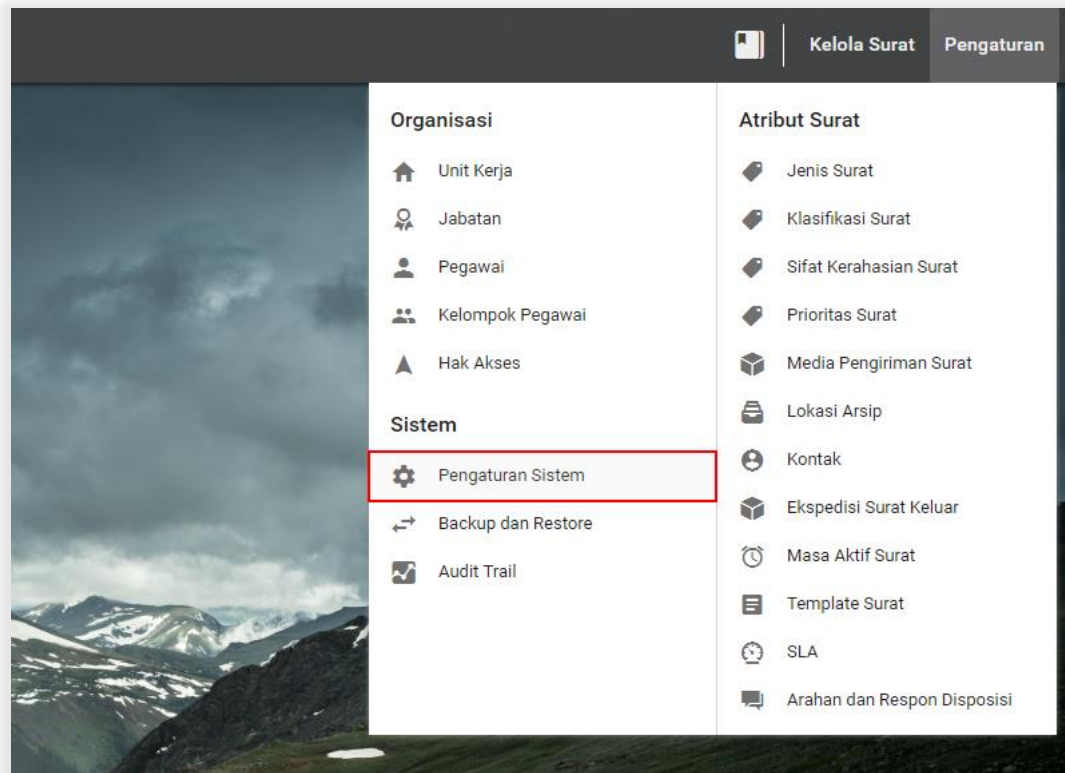 Kelola Surat
Pengaturan
Organisasi
Unit Kerja
Jabatan
Pegawai
Kelompok Pegawai
Hak Akses
Sistem
Pengaturan Sistem
Backup dan Restore
Audit Trail
Atribut Surat
Jenis Surat
Klasifikasi Surat
Sifat Kerahasian Surat
Prioritas Surat
Media Pengiriman Surat
Lokasi Arsip
Kontak
Ekspedisi Surat Keluar
Masa Aktif Surat
Template Surat
SLA
Arahan dan Respon Disposisi